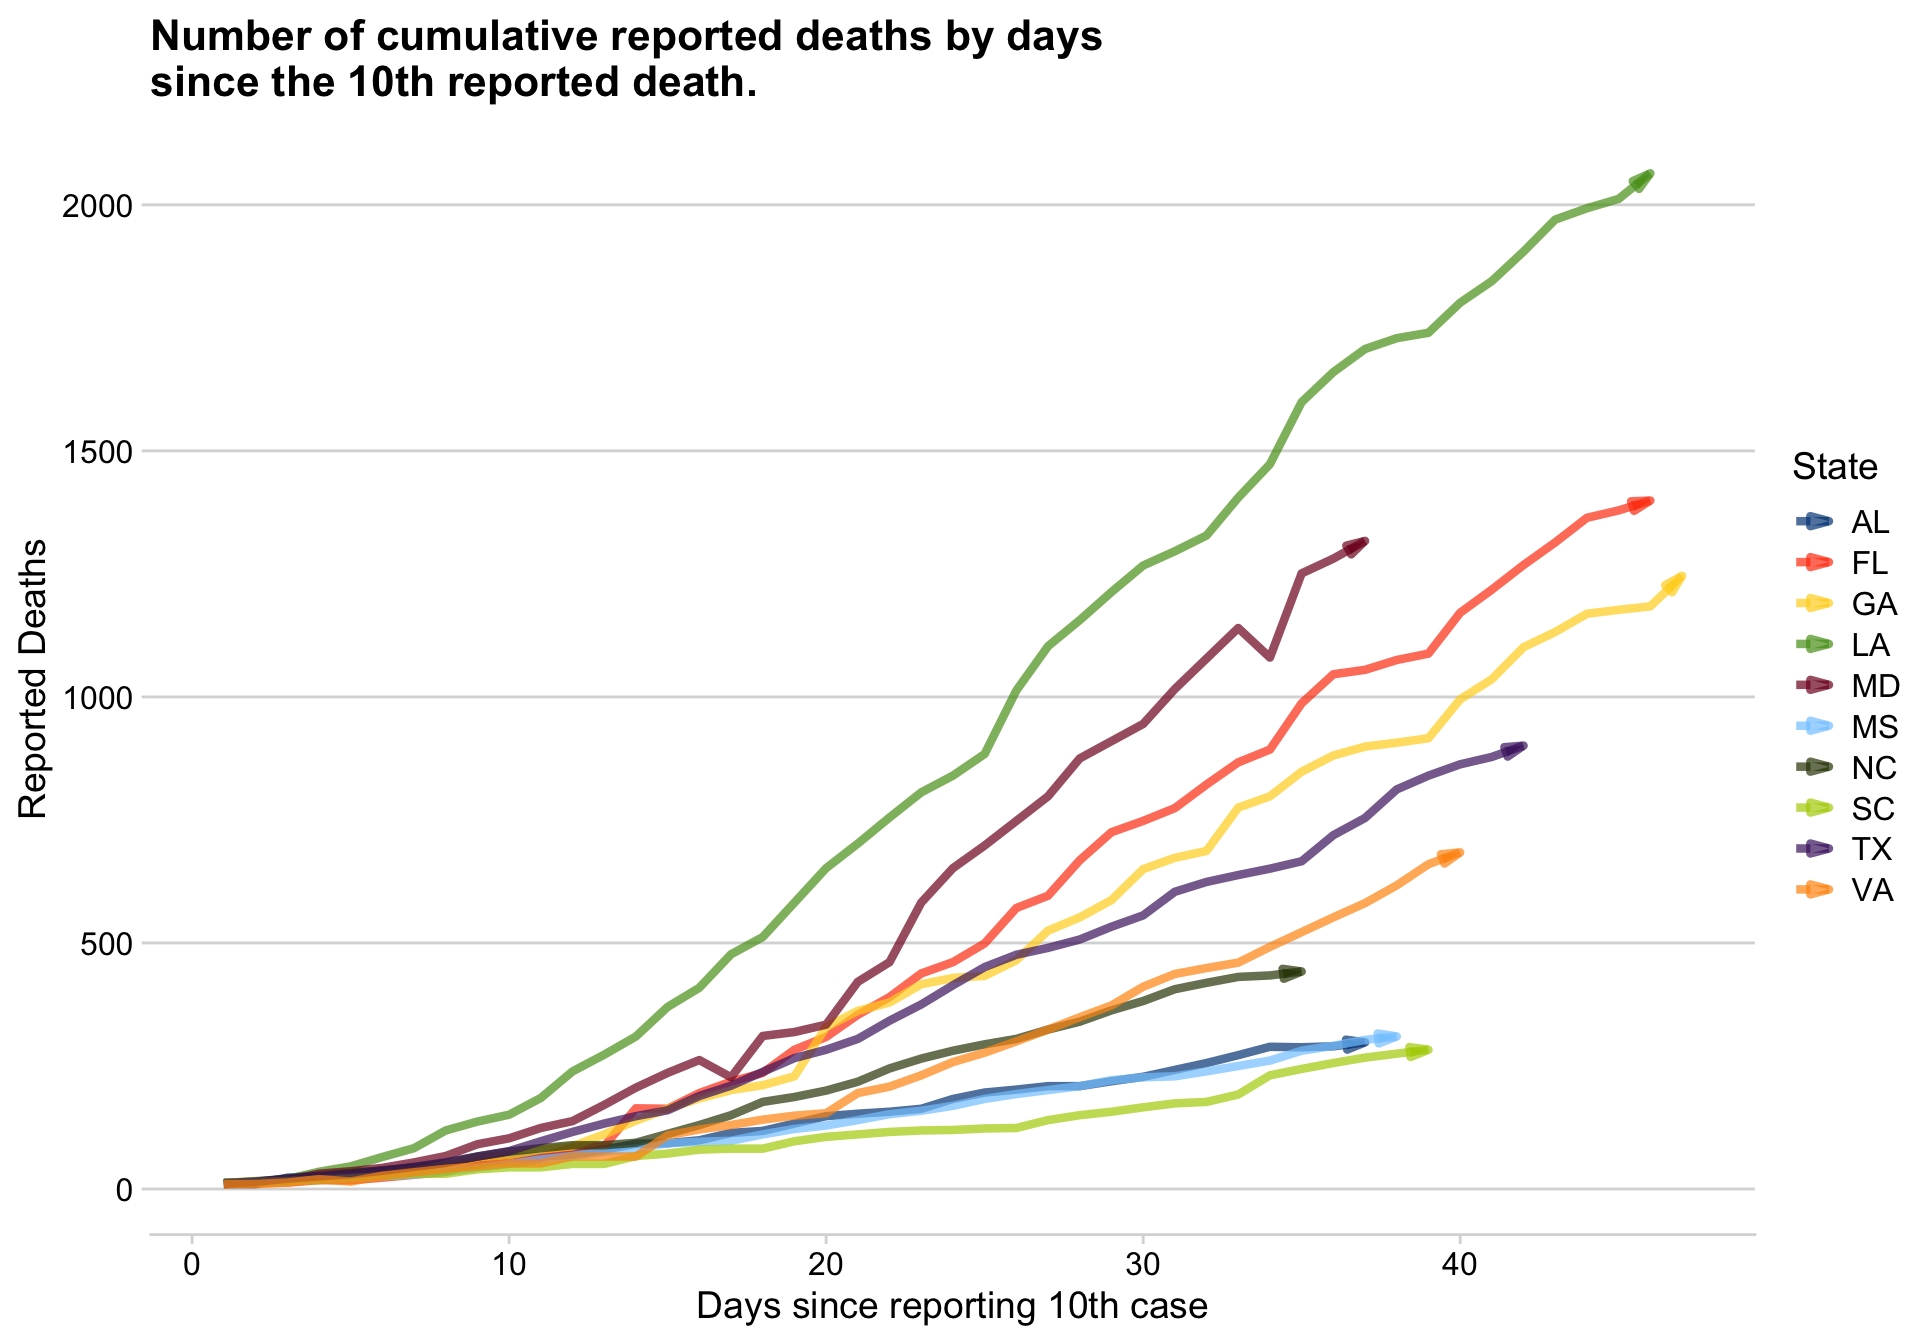 Number of cumulative reported deaths by days
since the 10th reported death.
2000
1500
1000
500
0
Reported Deaths
0 10 20 30 40
Days since reporting 10th case
State
AL
FL
GA
LA
MD
MS
NC
SC
TX
VA